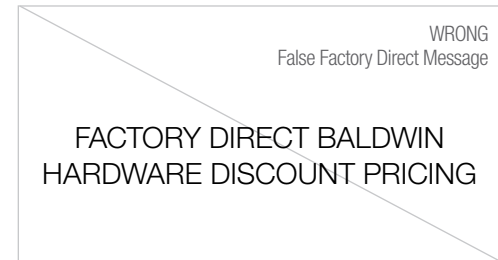 WRONG
False Factory Direct Message
FACTORY DIRECT BALDWIN
HARDWARE DISCOUNT PRICING